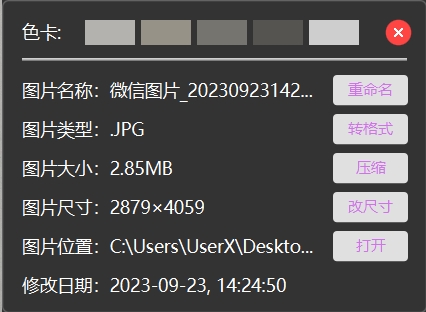 色卡:
图片名称: 微信图片_20230923142... 重命名
图片类型: .JPG 转格式
图片大小: 2.85MB 压缩
图片尺寸: 2879×4059 改尺寸
图片位置: C:\Users\UserX\Deskto... 打开
修改日期: 2023-09-23, 14:24:50